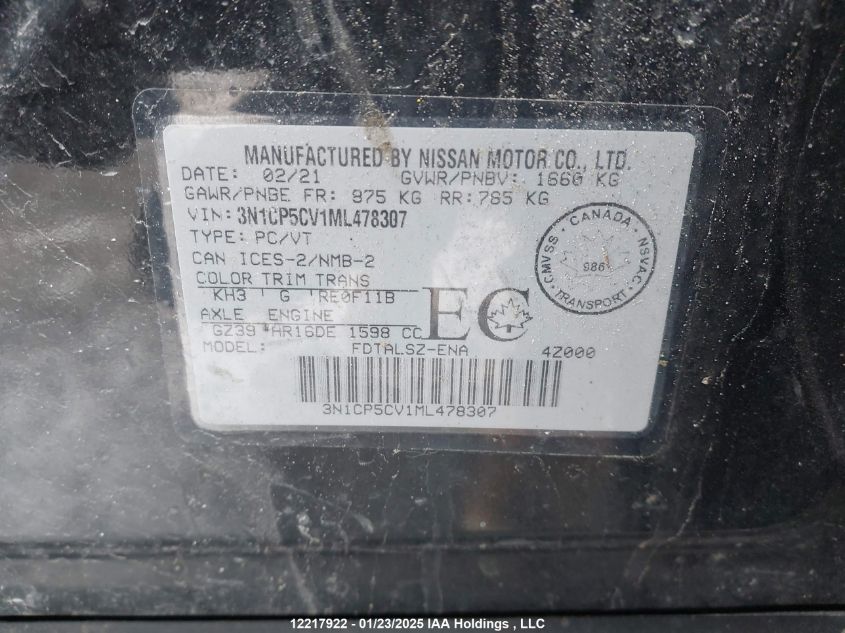 MANUFACTURED BY NISSAN MOTOR CO., LTD.
DATE: 02/21 GVWR/PNBV: 1660 KG
GAWR/PNBE FR: 875 KG RR: 785 KG
VIN: 3N1CP5CV1ML478307
TYPE: PC/VT
CAN ICES-2/NMB-2
COLOR TRIM TRANS
KH3 G RE0F11B
AXLE ENGINE
GZ39 AR16DE 1598 CC
MODEL: FDTALSZ-ENA 4Z000
EC
CANADA
CMVSS NSVAC
986
TRANSPORT
3N1CP5CV1ML478307
12217922 - 01/23/2025 IAA Holdings , LLC